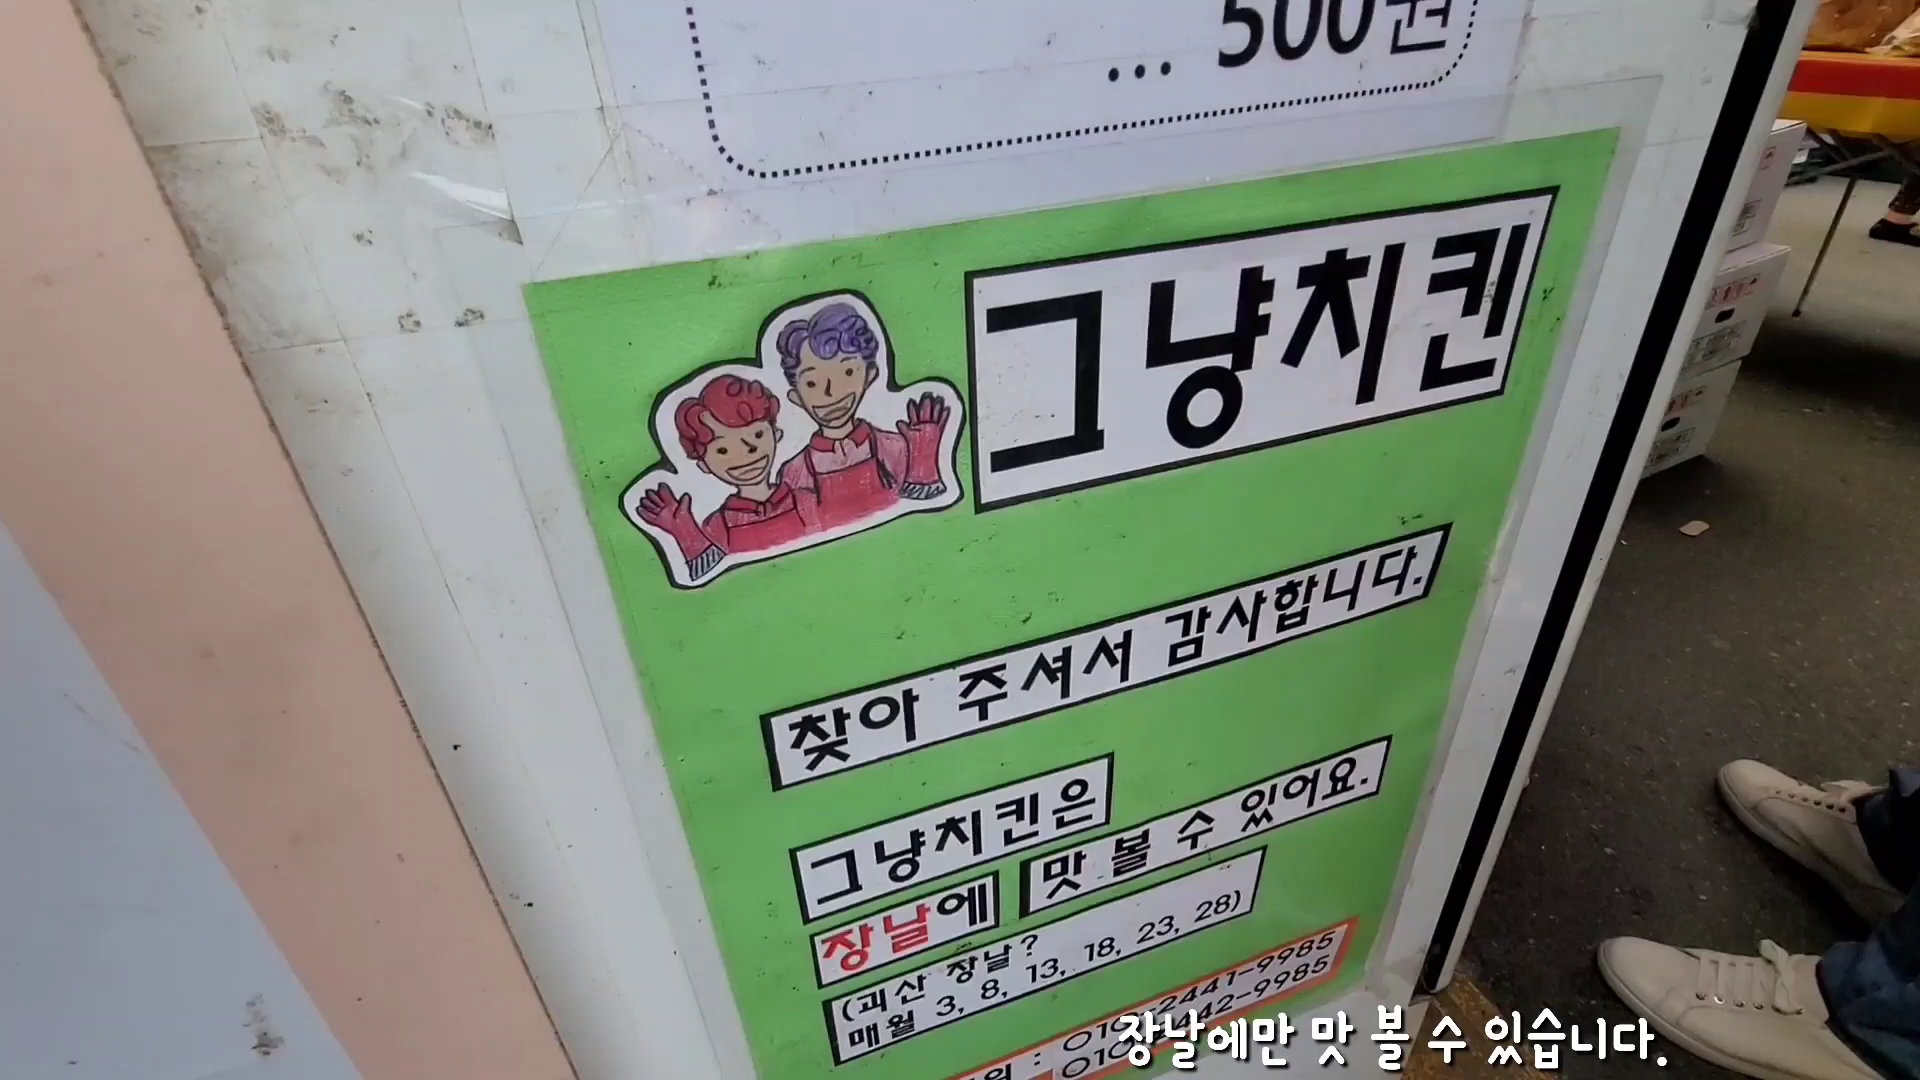 ... 500원
그냥치킨
찾아 주셔서 감사합니다.
그냥치킨은
장날에 맛 볼 수 있어요.
(괴산 장날?
매월 3, 8, 13, 18, 23, 28)
장날에만 맛 볼 수 있습니다.